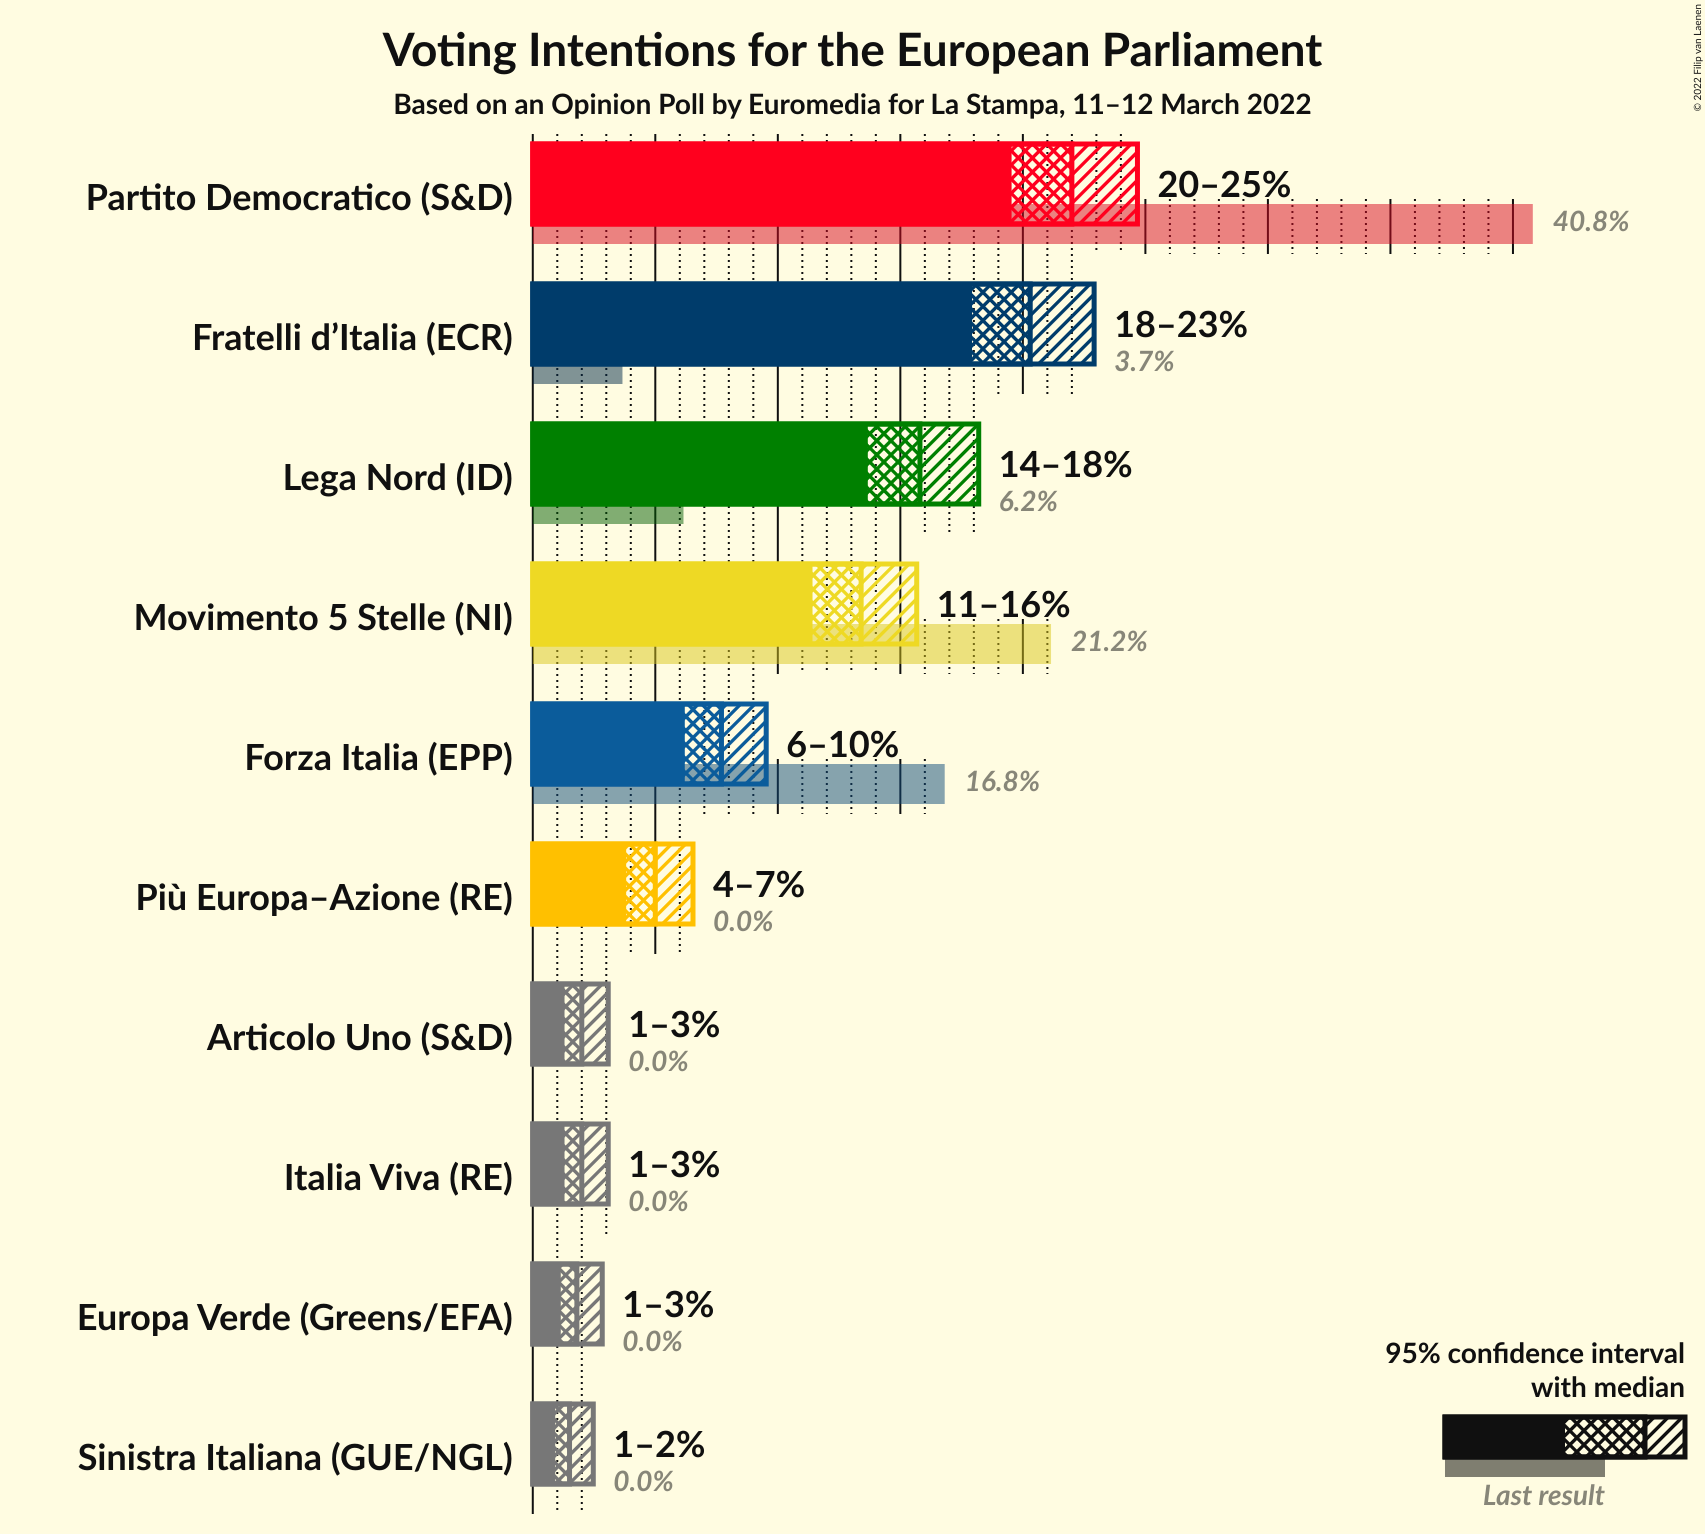 Voting Intentions for the European Parliament
Based on an Opinion Poll by Euromedia for La Stampa, 11–12 March 2022
© 2022 Filip van Laenen
Partito Democratico (S&D)
20–25%
40.8%
Fratelli d’Italia (ECR)
18–23%
3.7%
Lega Nord (ID)
14–18%
6.2%
Movimento 5 Stelle (NI)
11–16%
21.2%
Forza Italia (EPP)
6–10%
16.8%
Più Europa–Azione (RE)
4–7%
0.0%
Articolo Uno (S&D)
1–3%
0.0%
Italia Viva (RE)
1–3%
0.0%
Europa Verde (Greens/EFA)
1–3%
0.0%
Sinistra Italiana (GUE/NGL)
1–2%
0.0%
95% confidence interval
with median
Last result